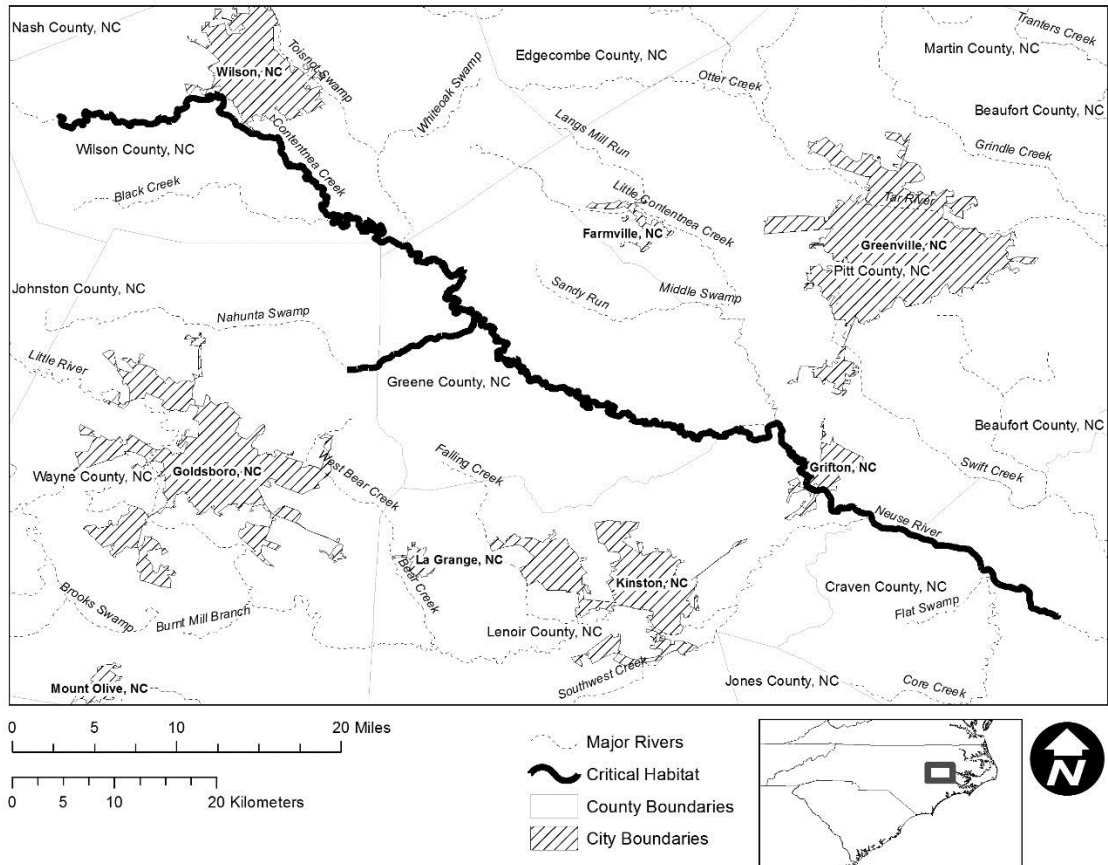 Nash County, NC
Edgecombe County, NC
Tranters Creek
Martin County, NC
Toisnot Swamp
Wilson, NC
Whiteoak Swamp
Otter Creek
Beaufort County, NC
Langs Mill Run
Grindle Creek
Wilson County, NC
Contentnea Creek
Black Creek
Little Contentnea Creek
Tar River
Farmville, NC
Greenville, NC
Pitt County, NC
Johnston County, NC
Sandy Run
Middle Swamp
Nahunta Swamp
Little River
Greene County, NC
Beaufort County, NC
Wayne County, NC
Goldsboro, NC
West Bear Creek
Falling Creek
Grifton, NC
Swift Creek
Neuse River
La Grange, NC
Bear Creek
Kinston, NC
Craven County, NC
Flat Swamp
Brooks Swamp
Burnt Mill Branch
Lenoir County, NC
Southwest Creek
Mount Olive, NC
Jones County, NC
Core Creek
0 5 10 20 Miles
0 5 10 20 Kilometers
Major Rivers
Critical Habitat
County Boundaries
City Boundaries
N